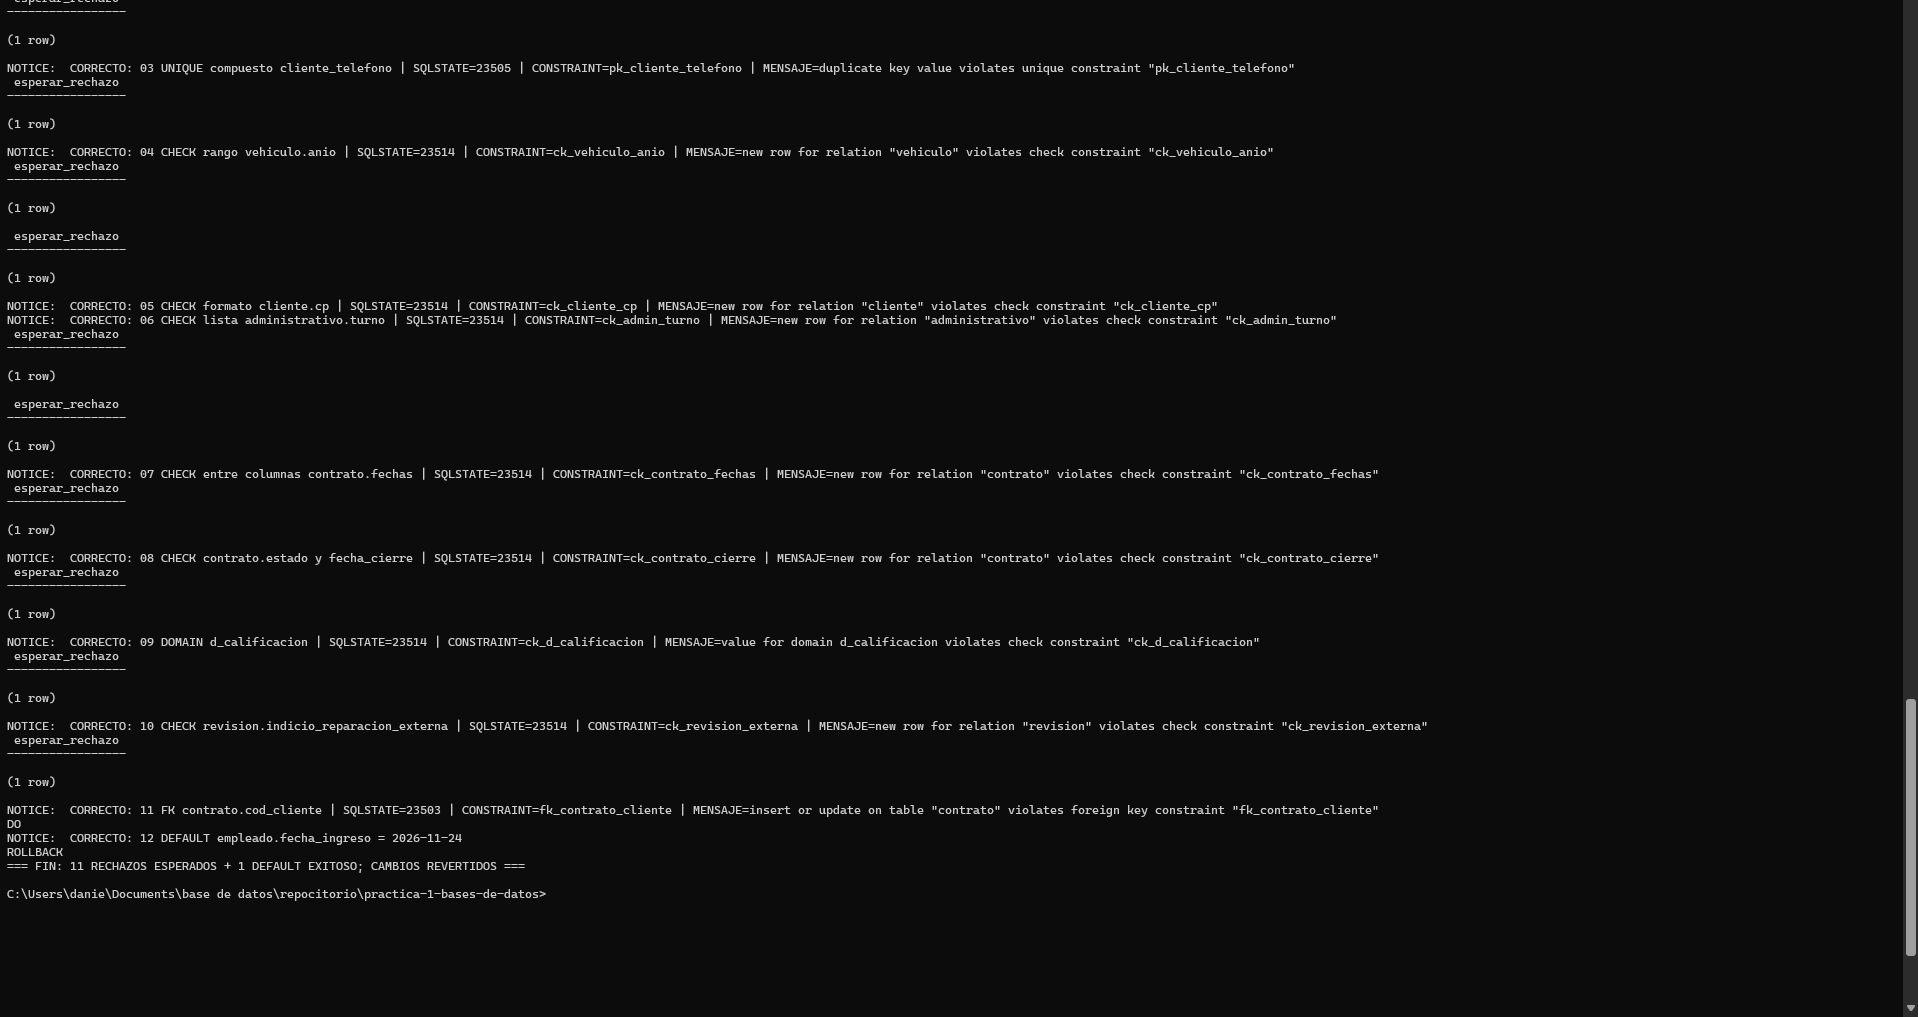 esperar_rechazo
-----------------
(1 row)
NOTICE:  CORRECTO: 03 UNIQUE compuesto cliente_telefono | SQLSTATE=23505 | CONSTRAINT=pk_cliente_telefono | MENSAJE=duplicate key value violates unique constraint "pk_cliente_telefono"
esperar_rechazo
-----------------
(1 row)
NOTICE:  CORRECTO: 04 CHECK rango vehiculo.anio | SQLSTATE=23514 | CONSTRAINT=ck_vehiculo_anio | MENSAJE=new row for relation "vehiculo" violates check constraint "ck_vehiculo_anio"
esperar_rechazo
-----------------
(1 row)
esperar_rechazo
-----------------
(1 row)
NOTICE:  CORRECTO: 05 CHECK formato cliente.cp | SQLSTATE=23514 | CONSTRAINT=ck_cliente_cp | MENSAJE=new row for relation "cliente" violates check constraint "ck_cliente_cp"
NOTICE:  CORRECTO: 06 CHECK lista administrativo.turno | SQLSTATE=23514 | CONSTRAINT=ck_admin_turno | MENSAJE=new row for relation "administrativo" violates check constraint "ck_admin_turno"
esperar_rechazo
-----------------
(1 row)
esperar_rechazo
-----------------
(1 row)
NOTICE:  CORRECTO: 07 CHECK entre columnas contrato.fechas | SQLSTATE=23514 | CONSTRAINT=ck_contrato_fechas | MENSAJE=new row for relation "contrato" violates check constraint "ck_contrato_fechas"
esperar_rechazo
-----------------
(1 row)
NOTICE:  CORRECTO: 08 CHECK contrato.estado y fecha_cierre | SQLSTATE=23514 | CONSTRAINT=ck_contrato_cierre | MENSAJE=new row for relation "contrato" violates check constraint "ck_contrato_cierre"
esperar_rechazo
-----------------
(1 row)
NOTICE:  CORRECTO: 09 DOMAIN d_calificacion | SQLSTATE=23514 | CONSTRAINT=ck_d_calificacion | MENSAJE=value for domain d_calificacion violates check constraint "ck_d_calificacion"
esperar_rechazo
-----------------
(1 row)
NOTICE:  CORRECTO: 10 CHECK revision.indicio_reparacion_externa | SQLSTATE=23514 | CONSTRAINT=ck_revision_externa | MENSAJE=new row for relation "revision" violates check constraint "ck_revision_externa"
esperar_rechazo
-----------------
(1 row)
NOTICE:  CORRECTO: 11 FK contrato.cod_cliente | SQLSTATE=23503 | CONSTRAINT=fk_contrato_cliente | MENSAJE=insert or update on table "contrato" violates foreign key constraint "fk_contrato_cliente"
DO
NOTICE:  CORRECTO: 12 DEFAULT empleado.fecha_ingreso = 2026-11-24
ROLLBACK
=== FIN: 11 RECHAZOS ESPERADOS + 1 DEFAULT EXITOSO; CAMBIOS REVERTIDOS ===
C:\Users\danie\Documents\base de datos\repocitorio\practica-1-bases-de-datos>